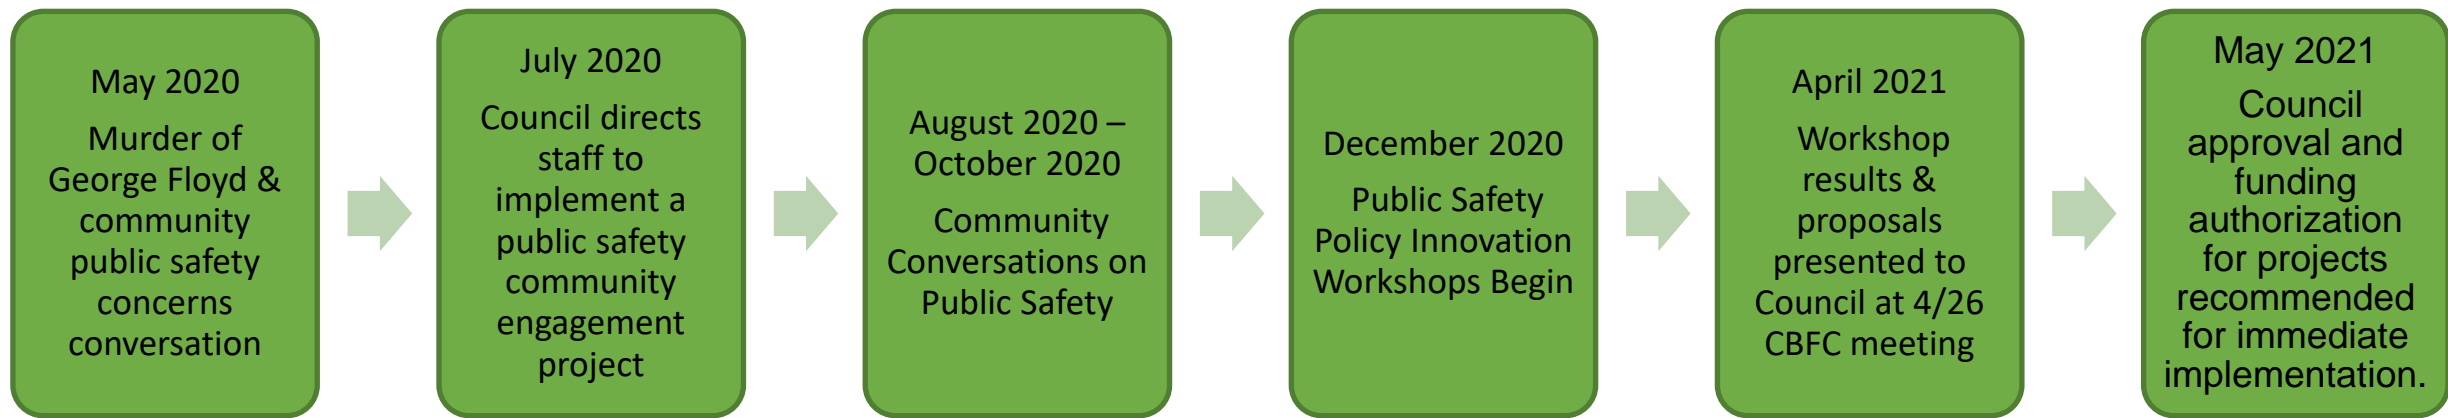 May 2020
Murder of
George Floyd &
community
public safety
concerns
conversation
July 2020
Council directs
staff to
implement a
public safety
community
engagement
project
August 2020 –
October 2020
Community
Conversations on
Public Safety
December 2020
Public Safety
Policy Innovation
Workshops Begin
April 2021
Workshop
results &
proposals
presented to
Council at 4/26
CBFC meeting
May 2021
Council
approval and
funding
authorization
for projects
recommended
for immediate
implementation.